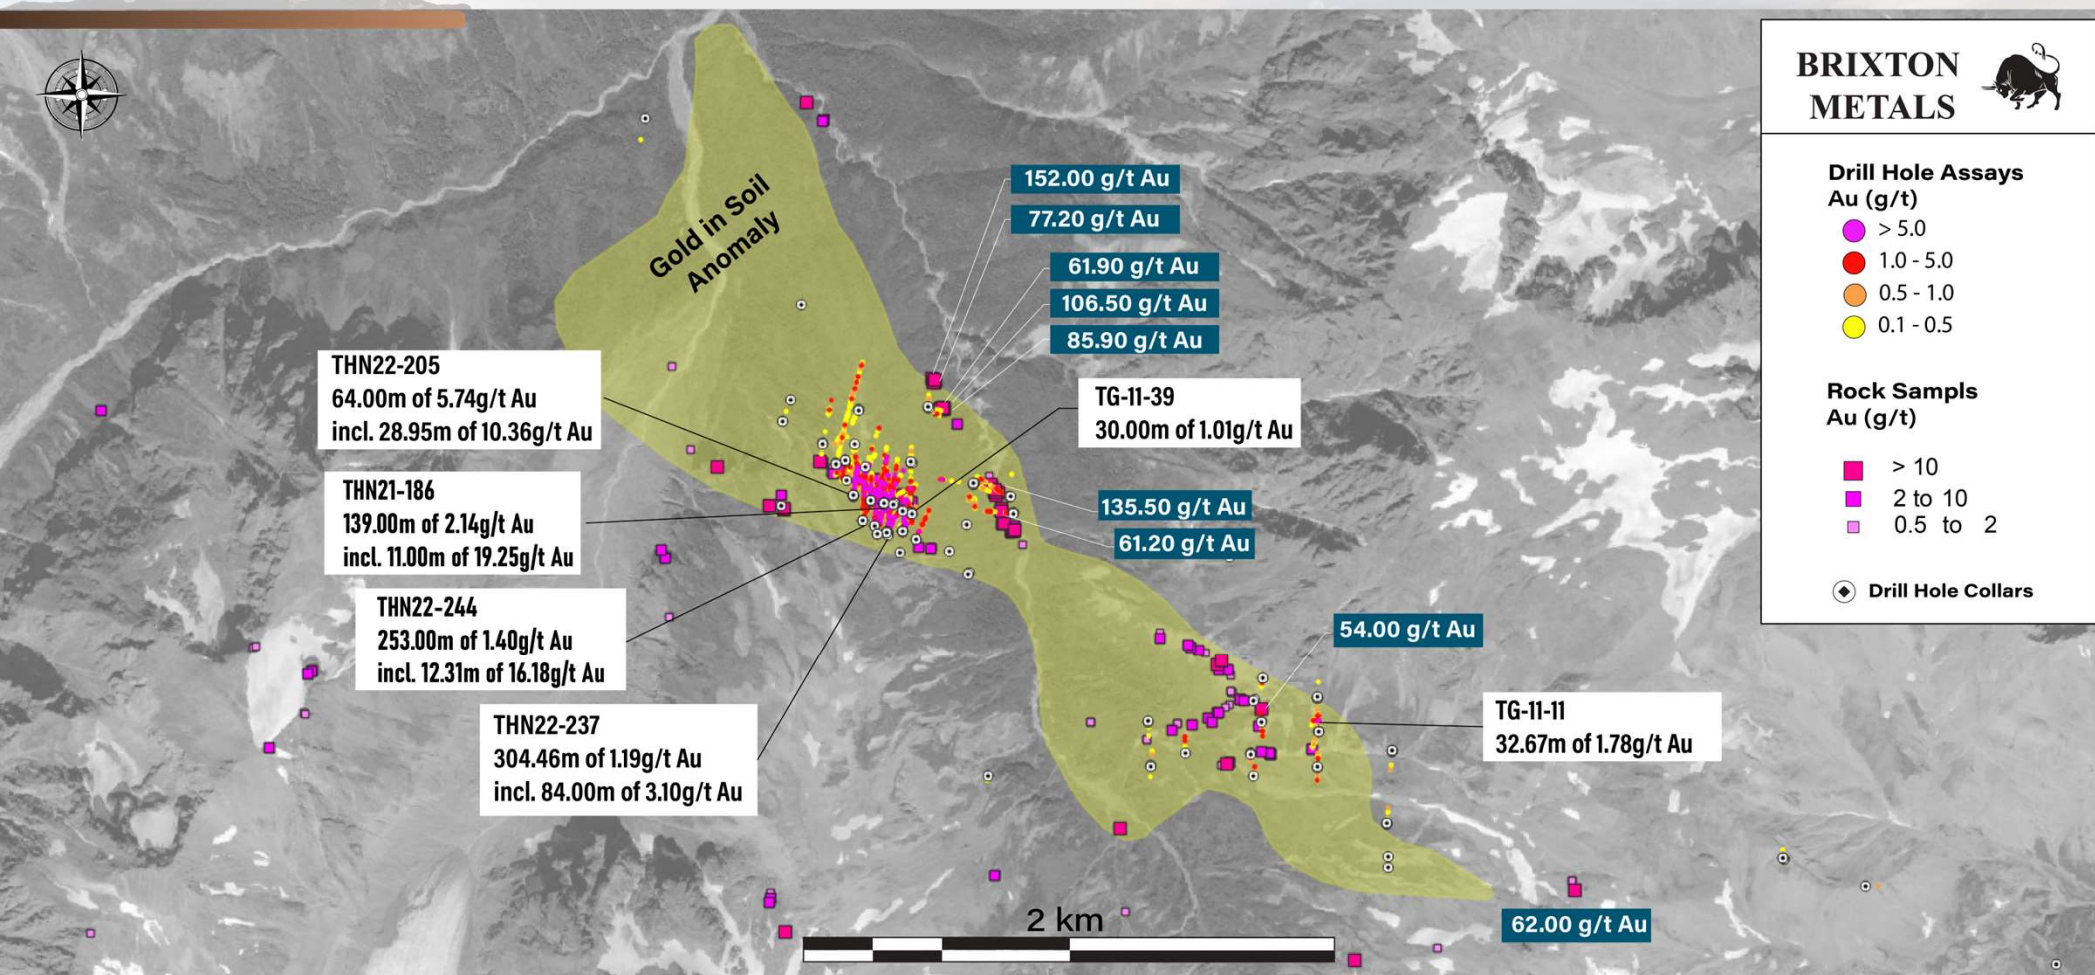 BRIXTON
METALS
Drill Hole Assays
Au (g/t)
> 5.0
1.0 - 5.0
0.5 - 1.0
0.1 - 0.5
Rock Sampls
Au (g/t)
> 10
2 to 10
0.5 to 2
Drill Hole Collars
Gold in Soil
Anomaly
152.00 g/t Au
77.20 g/t Au
61.90 g/t Au
106.50 g/t Au
85.90 g/t Au
THN22-205
64.00m of 5.74g/t Au
incl. 28.95m of 10.36g/t Au
TG-11-39
30.00m of 1.01g/t Au
THN21-186
139.00m of 2.14g/t Au
incl. 11.00m of 19.25g/t Au
135.50 g/t Au
61.20 g/t Au
THN22-244
253.00m of 1.40g/t Au
incl. 12.31m of 16.18g/t Au
54.00 g/t Au
THN22-237
304.46m of 1.19g/t Au
incl. 84.00m of 3.10g/t Au
TG-11-11
32.67m of 1.78g/t Au
62.00 g/t Au
2 km